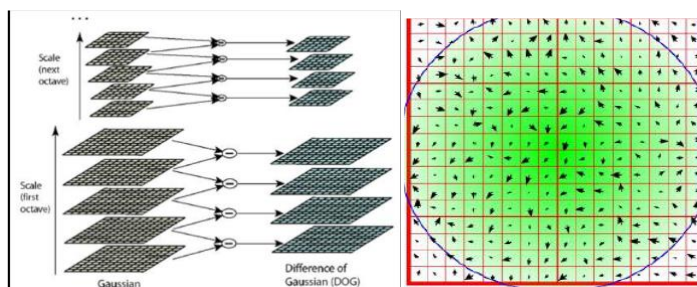 ...
Scale
(next
octave)
Scale
(first
octave)
Gaussian
Difference of
Gaussian (DOG)